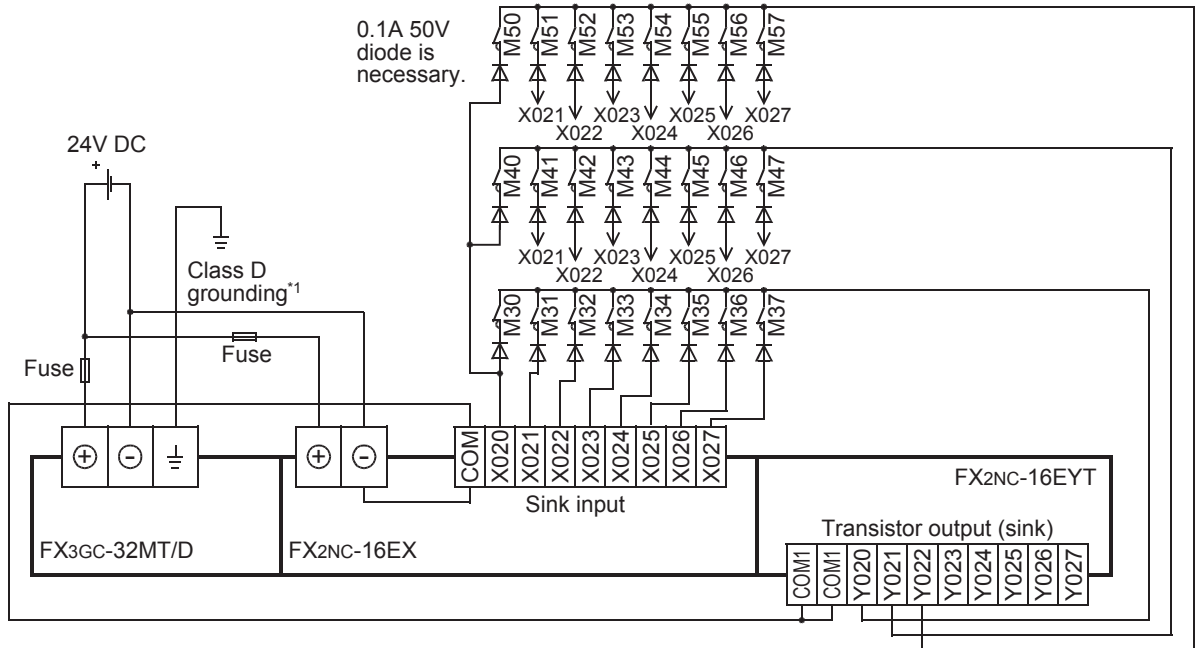 0.1A 50V
diode is
necessary.
M50 M51 M52 M53 M54 M55 M56 M57
X021 X023 X025 X027
X022 X024 X026
24V DC
+
M40 M41 M42 M43 M44 M45 M46 M47
X021 X023 X025 X027
X022 X024 X026
Class D
grounding*1
M30 M31 M32 M33 M34 M35 M36 M37
Fuse
Fuse
+ - + - COM X020 X021 X022 X023 X024 X025 X026 X027
Sink input
FX2NC-16EYT
Transistor output (sink)
FX3GC-32MT/D
FX2NC-16EX
COM1 COM1 Y020 Y021 Y022 Y023 Y024 Y025 Y026 Y027